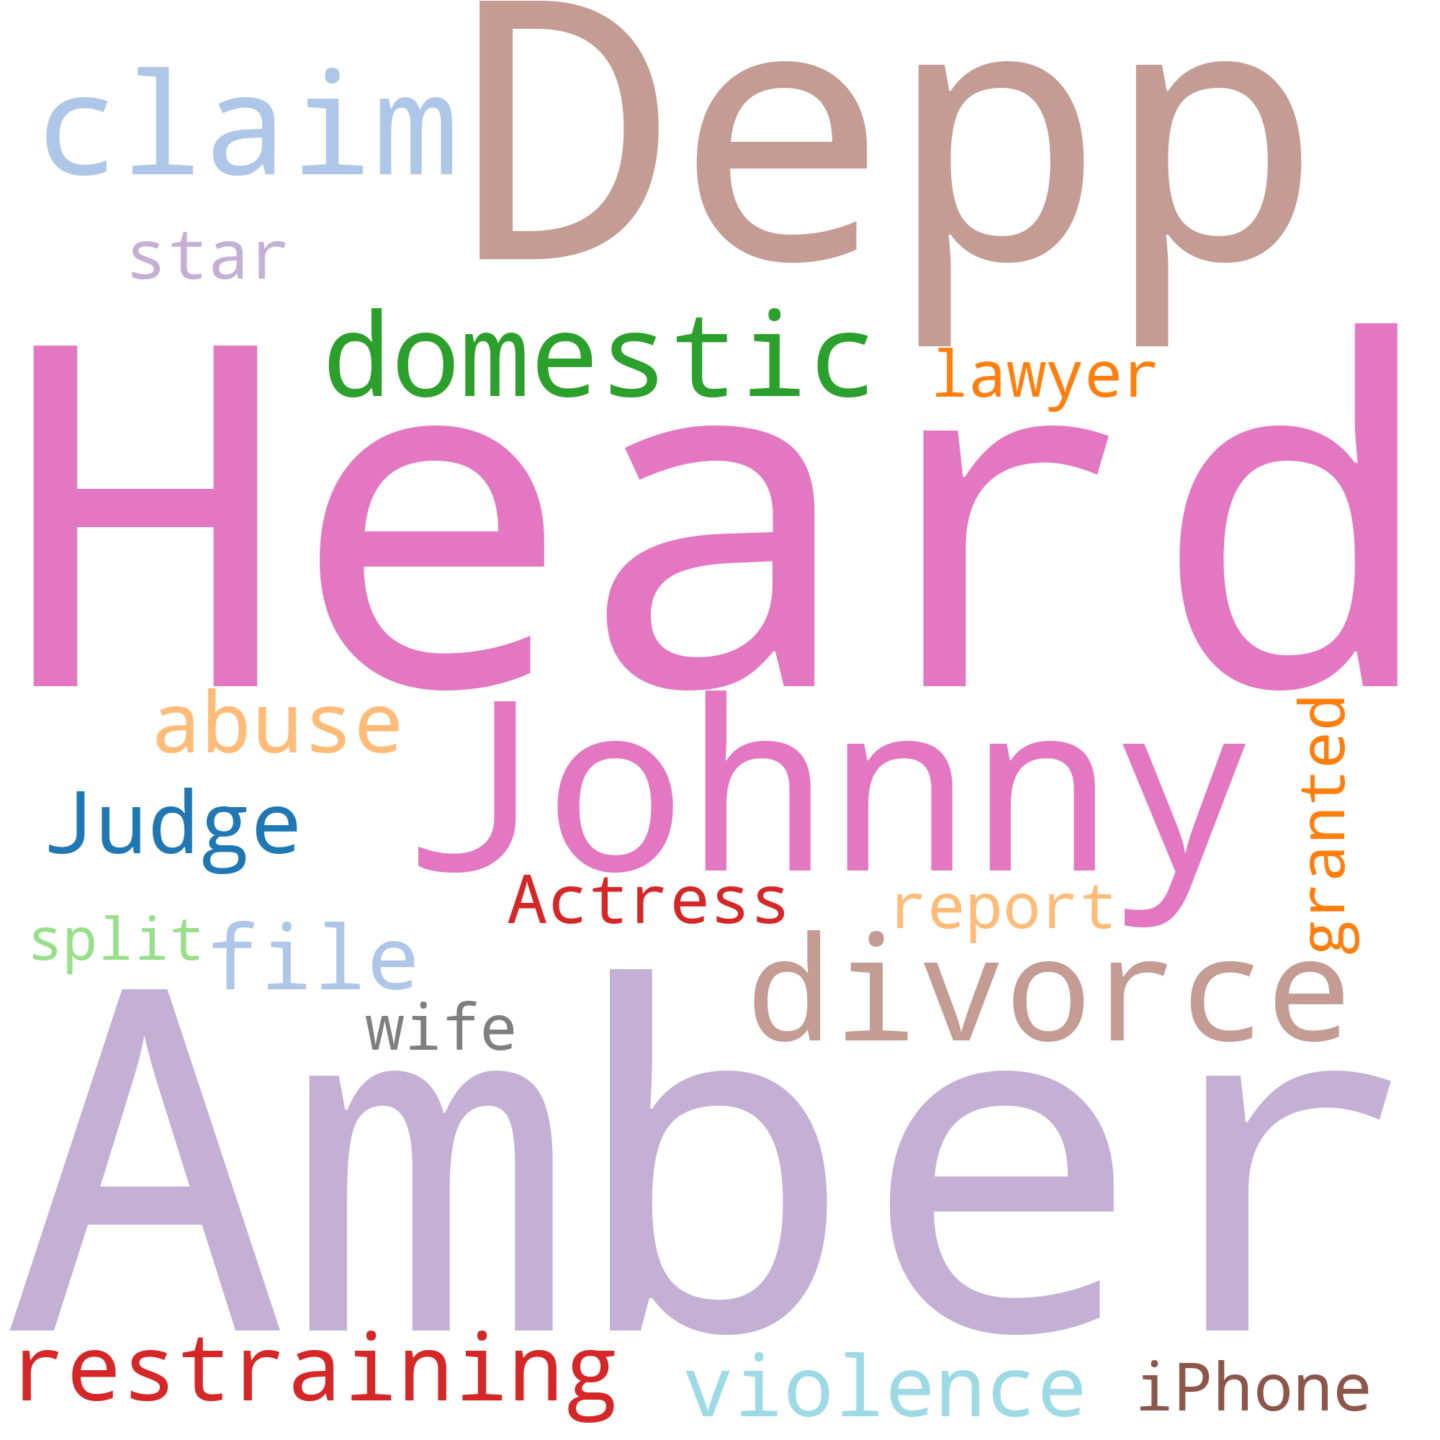 claim
Depp
star
domestic
lawyer
Heard
abuse
Johnny
granted
Judge
Actress
report
split
file
divorce
wife
Amber
restraining
violence
iPhone